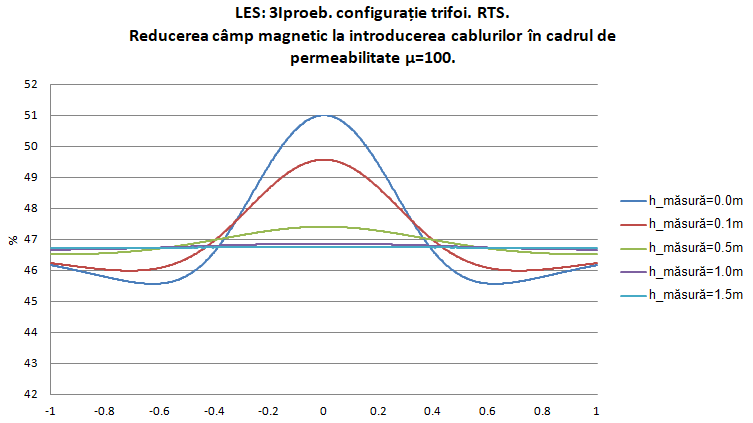 LES: 3Iproeb. configurație trifoi. RTS.
Reducerea câmp magnetic la introducerea cablurilor în cadrul de
permeabilitate μ=100.
52
51
50
49
48
47
46
45
44
43
42
%
-1
-0.8
-0.6
-0.4
-0.2
0
0.2
0.4
0.6
0.8
1
h_măsură=0.0m
h_măsură=0.1m
h_măsură=0.5m
h_măsură=1.0m
h_măsură=1.5m